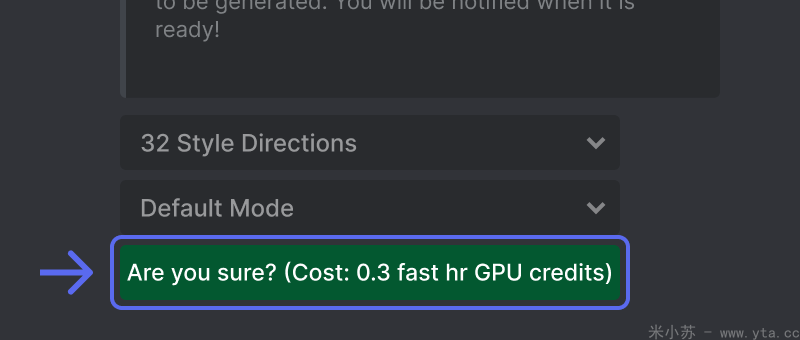 to be generated. You will be notified when it is
ready!
32 Style Directions
Default Mode
Are you sure? (Cost: 0.3 fast hr GPU credits)
米小苏 - www.yta.cc